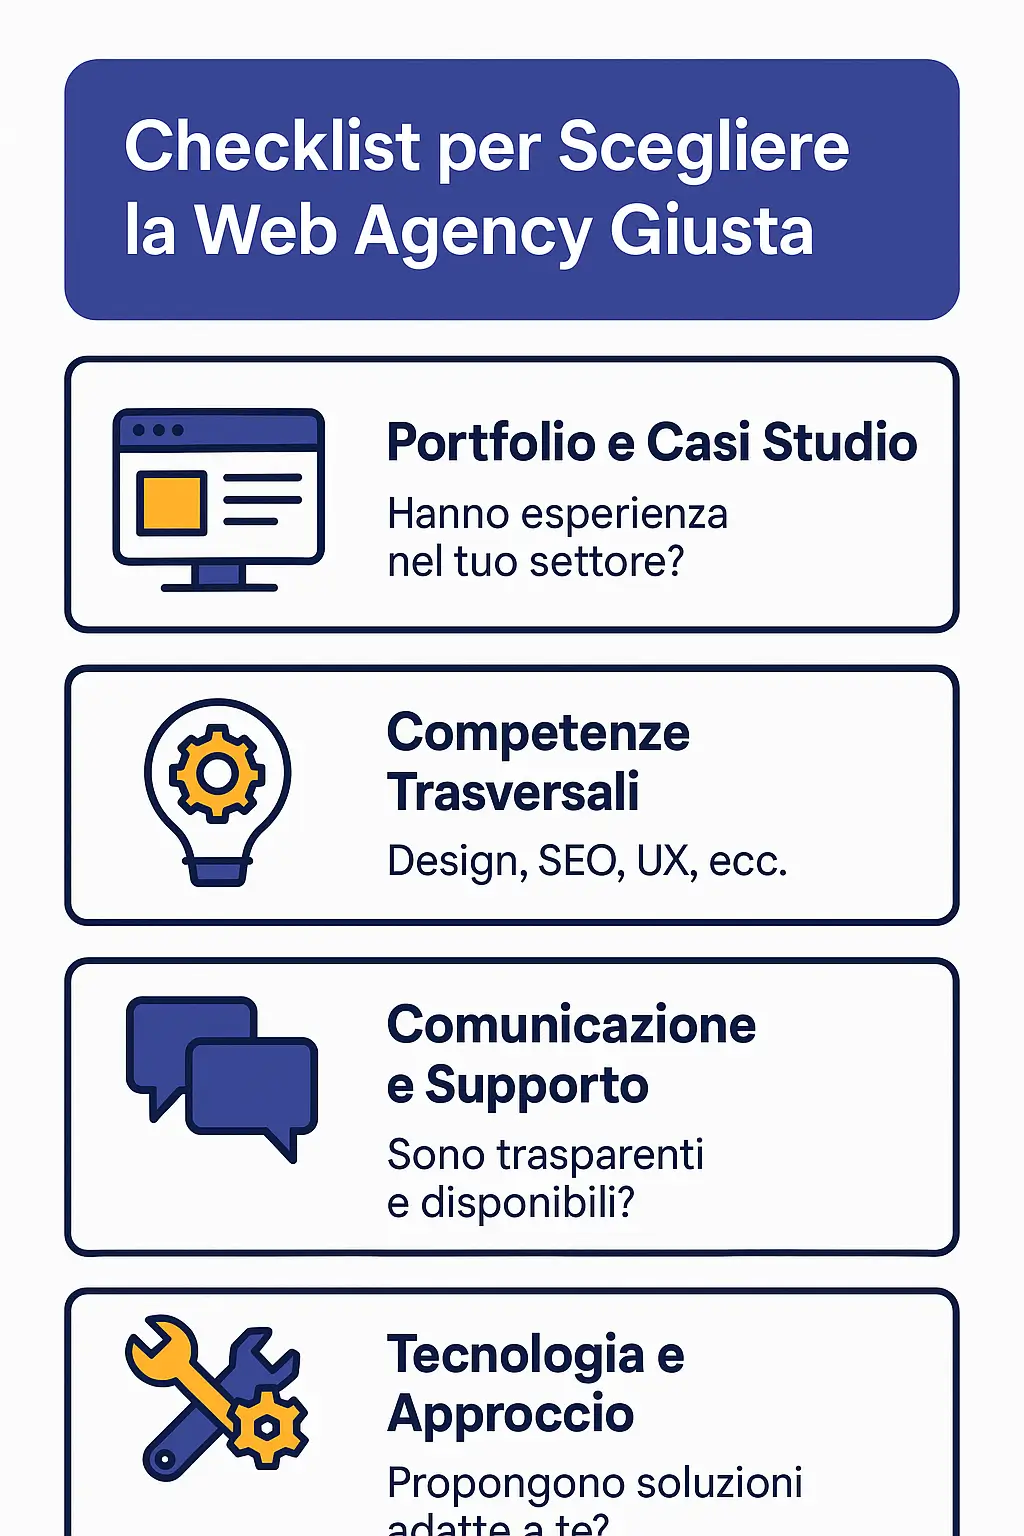 Checklist per Scegliere
la Web Agency Giusta
Portfolio e Casi Studio
Hanno esperienza
nel tuo settore?
Competenze
Trasversali
Design, SEO, UX, ecc.
Comunicazione
e Supporto
Sono trasparenti
e disponibili?
Tecnologia e
Approccio
Propongono soluzioni
adatte a te?